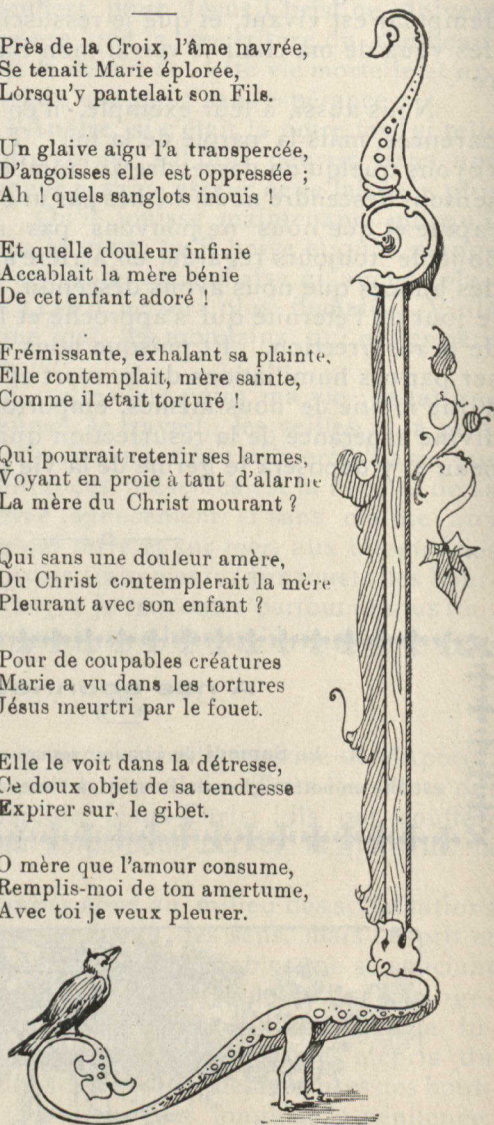 Près de la Croix, l'âme navrée,
Se tenait Marie éplorée,
Lorsqu'y pantelait son Fils.
Un glaive aigu l'a transpercée,
D'angoisses elle est oppressée ;
Ah ! quels sanglots inouis !
Et quelle douleur infinie
Accablait la mère bénie
De cet enfant adoré !
Frémissante, exhalant sa plainte,
Elle contemplait, mère sainte,
Comme il était torturé !
Qui pourrait retenir ses larmes,
Voyant en proie à tant d'alarme
La mère du Christ mourant ?
Qui sans une douleur amère,
Du Christ contemplerait la mère
Pleurant avec son enfant ?
Pour de coupables créatures
Marie a vu dans les tortures
Jésus meurtri par le fouet.
Elle le voit dans la détresse,
Ce doux objet de sa tendresse
Expirer sur le gibet.
O mère que l'amour consume,
Remplis-moi de ton amertume,
Avec toi je veux pleurer.